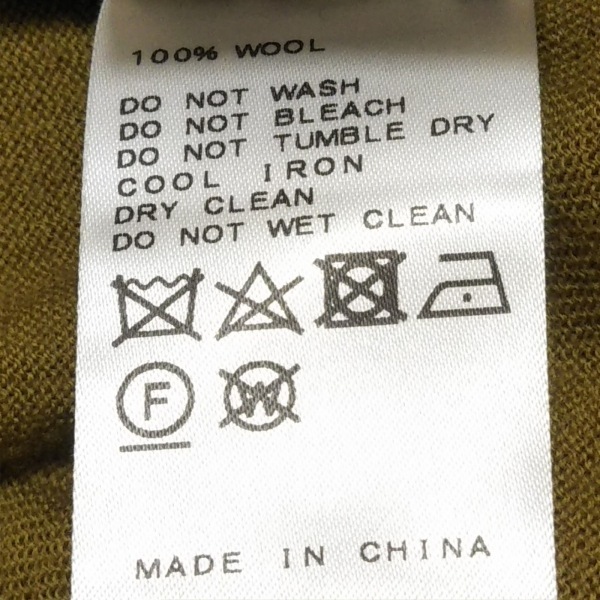 100% WOOL
DO NOT WASH
DO NOT BLEACH
DO NOT TUMBLE DRY
COOL IRON
DRY CLEAN
DO NOT WET CLEAN
F W
MADE IN CHINA